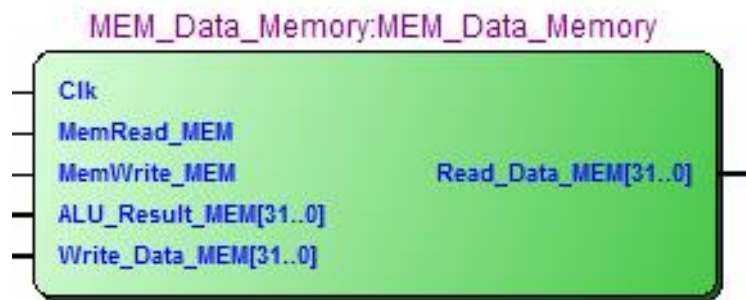 MEM_Data_Memory:MEM_Data_Memory
Clk
MemRead_MEM
MemWrite_MEM
Read_Data_MEM[31..0]
ALU_Result_MEM[31..0]
Write_Data_MEM[31..0]